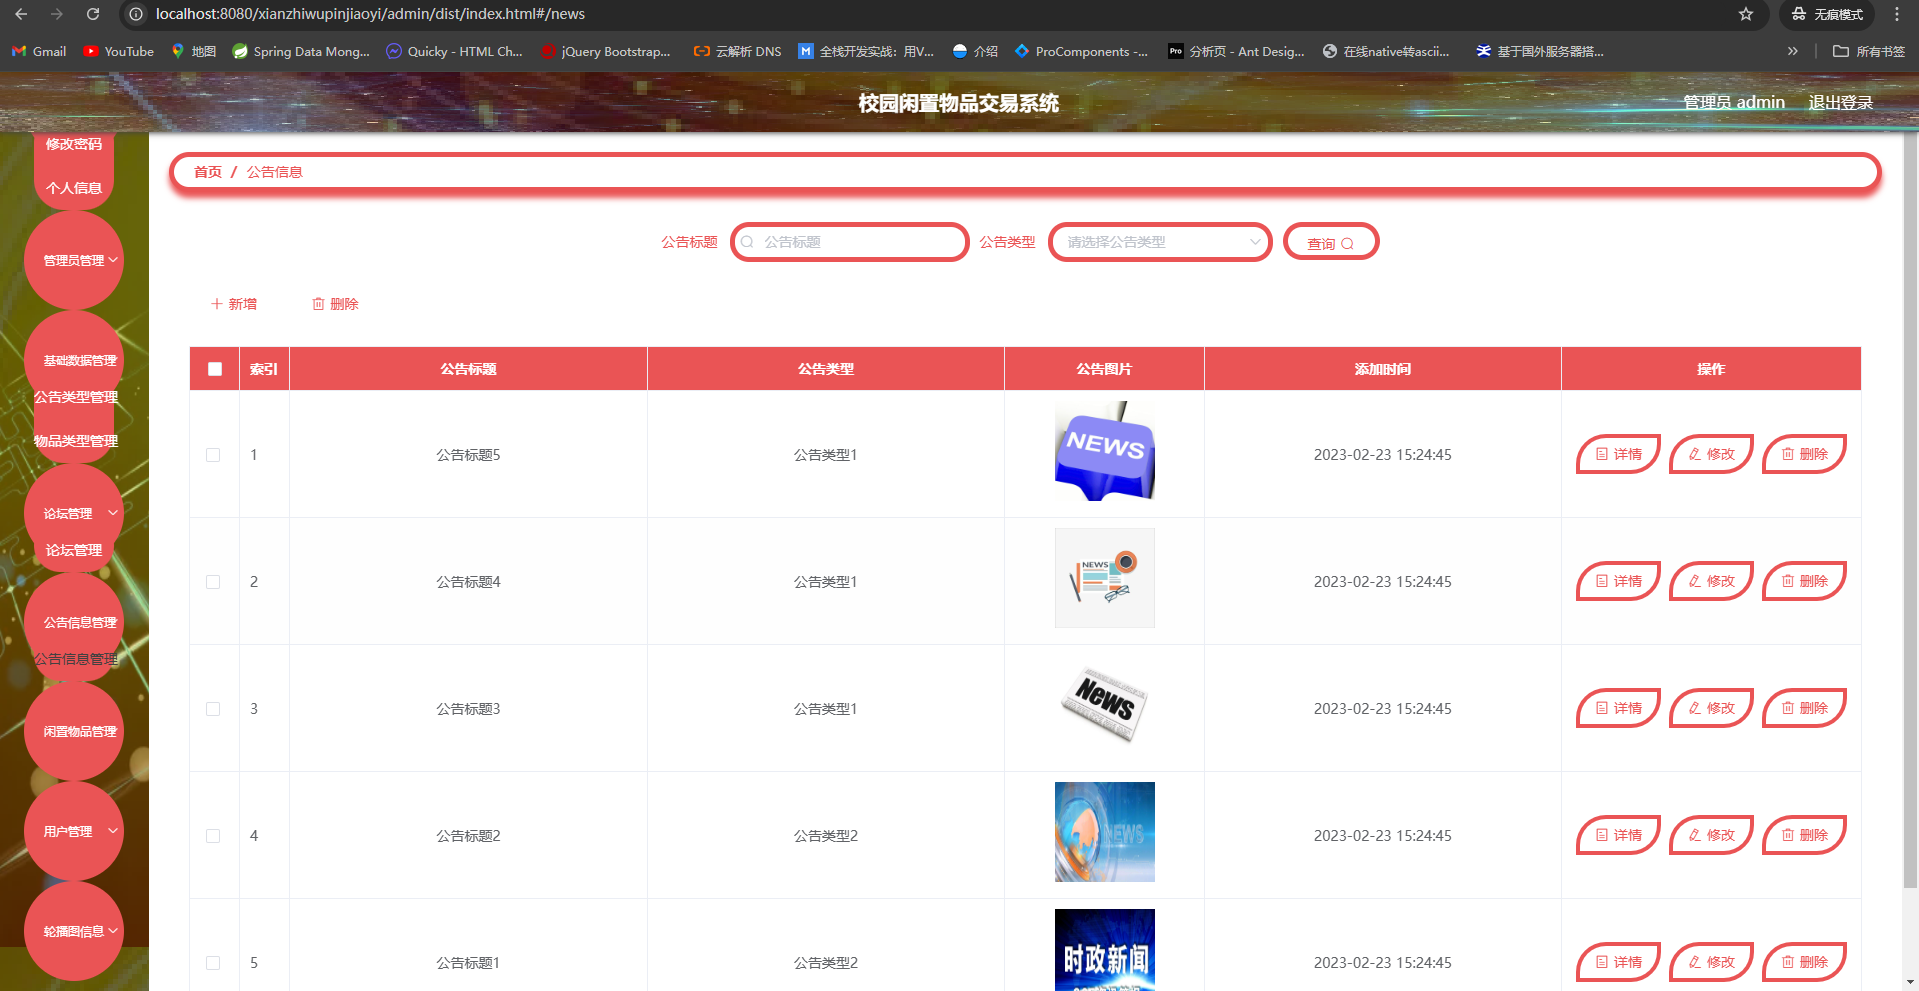 localhost:8080/xianzhiwupinjiaoyi/admin/dist/index.html#/news
无痕模式
Gmail YouTube 地图 Spring Data Mong... Quicky - HTML Ch... jQuery Bootstrap... 云解析 DNS 全栈开发实战：用V... 介绍 ProComponents -... Pro 分析页 - Ant Desig... 在线native转ascii... 基于国外服务器搭... 所有书签
校园闲置物品交易系统
管理员 admin 退出登录
修改密码
个人信息
管理员管理
基础数据管理
公告类型管理
物品类型管理
论坛管理
论坛管理
公告信息管理
公告信息管理
闲置物品管理
用户管理
轮播图信息
首页 / 公告信息
公告标题 公告标题 公告类型 请选择公告类型 查询
新增 删除
索引 公告标题 公告类型 公告图片 添加时间 操作
NEWS
1 公告标题5 公告类型1 2023-02-23 15:24:45 详情 修改 删除
NEWS
2 公告标题4 公告类型1 2023-02-23 15:24:45 详情 修改 删除
News
3 公告标题3 公告类型1 2023-02-23 15:24:45 详情 修改 删除
NEWS
4 公告标题2 公告类型2 2023-02-23 15:24:45 详情 修改 删除
时政新闻
5 公告标题1 公告类型2 2023-02-23 15:24:45 详情 修改 删除